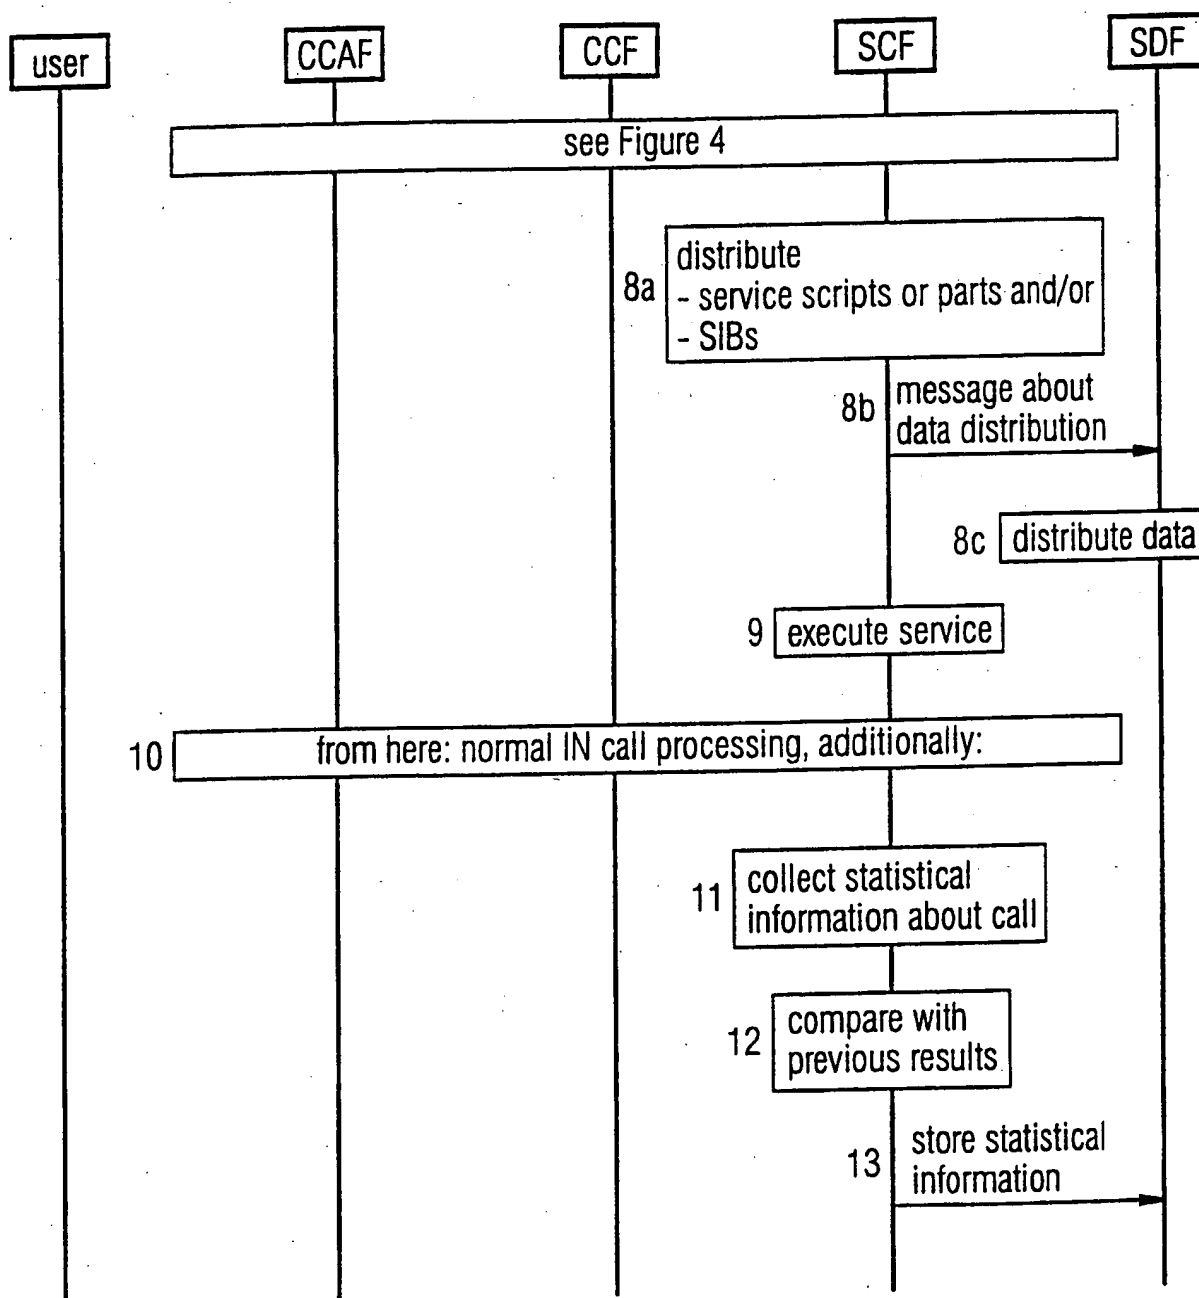 user
CCAF
CCF
SCF
SDF
see Figure 4
8a
distribute
- service scripts or parts and/or
- SIBs
8b
message about
data distribution
8c
distribute data
9
execute service
10
from here: normal IN call processing, additionally:
11
collect statistical
information about call
12
compare with
previous results
13
store statistical
information